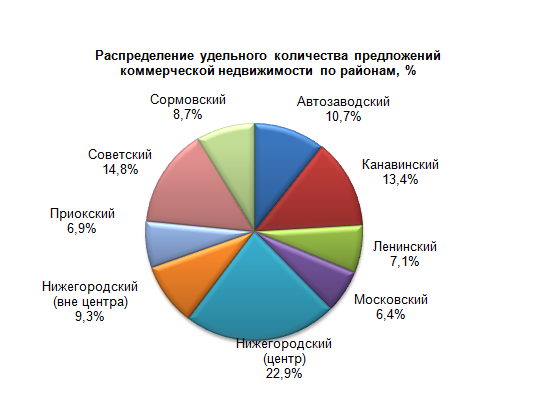 Распределение удельного количества предложений
коммерческой недвижимости по районам, %
Автозаводский
10,7%
Канавинский
13,4%
Ленинский
7,1%
Московский
6,4%
Нижегородский
(центр)
22,9%
Нижегородский
(вне центра)
9,3%
Приокский
6,9%
Советский
14,8%
Сормовский
8,7%